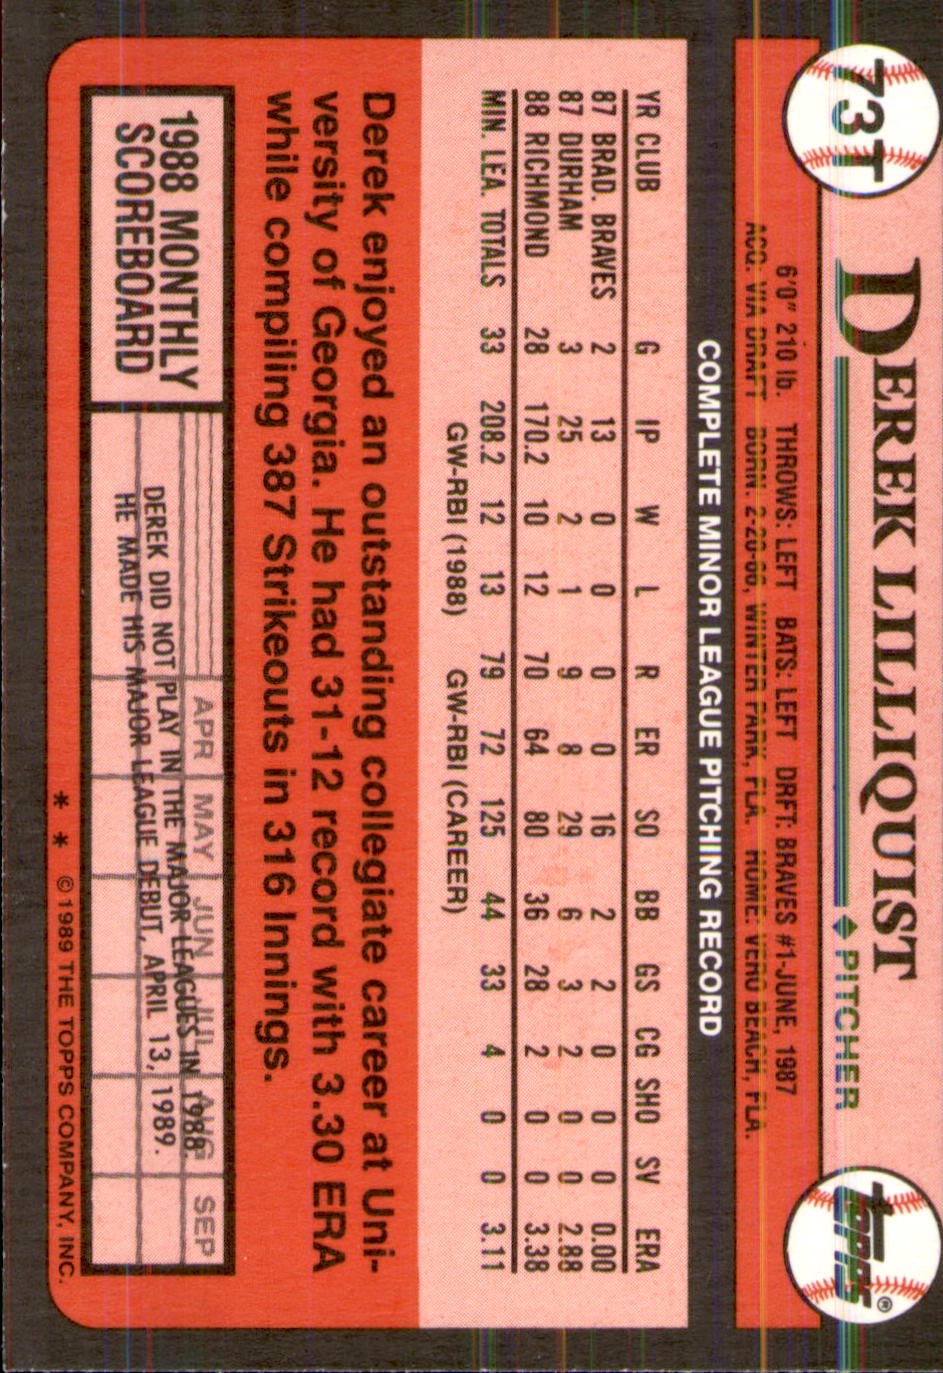 73T
DEREK LILLIQUIST
◆ PITCHER
TOPPS®
6'0" 210 lb. THROWS: LEFT BATS: LEFT DRFT: BRAVES #1-JUNE, 1987
ACQ: VIA DRAFT BORN: 2-20-66, WINTER PARK, FLA. HOME: VERO BEACH, FLA.
COMPLETE MINOR LEAGUE PITCHING RECORD
YR CLUB G IP W L R ER SO BB GS CG SHO SV ERA
87 BRAD. BRAVES 2 13 0 0 0 0 16 2 2 0 0 0 0.00
87 DURHAM 3 25 2 1 9 8 29 6 3 2 0 0 2.88
88 RICHMOND 28 170.2 10 12 70 64 80 36 28 2 0 0 3.38
MIN. LEA. TOTALS 33 208.2 12 13 79 72 125 44 33 4 0 0 3.11
GW-RBI (1988) GW-RBI (CAREER)
Derek enjoyed an outstanding collegiate career at Uni-
versity of Georgia. He had 31-12 record with 3.30 ERA
while compiling 387 Strikeouts in 316 Innings.
1988 MONTHLY
SCOREBOARD
APR MAY JUN JUL AUG SEP
DEREK DID NOT PLAY IN THE MAJOR LEAGUES IN 1988.
HE MADE HIS MAJOR LEAGUE DEBUT, APRIL 13, 1989.
* * ©1989 THE TOPPS COMPANY, INC.